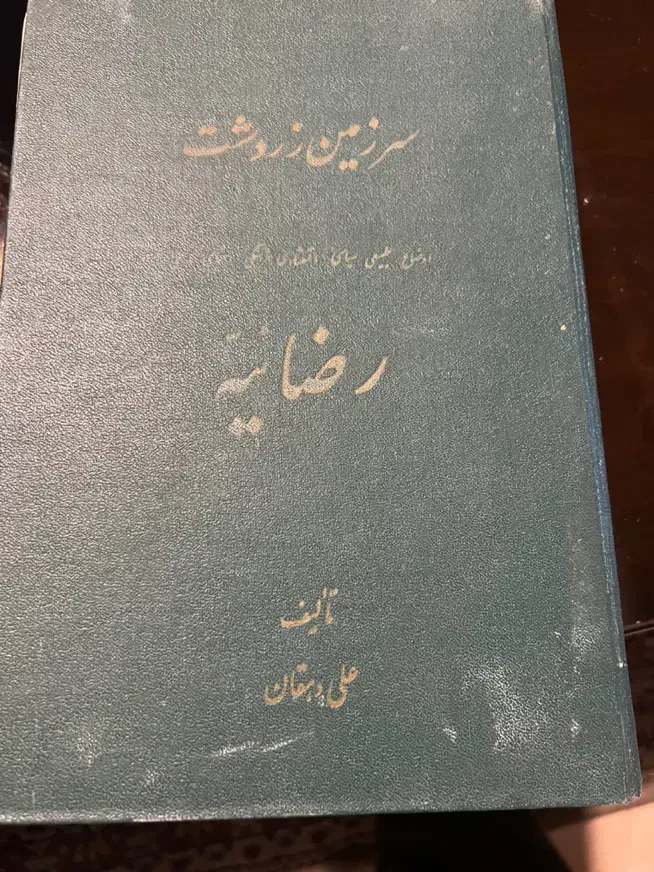 سرزمین زردشت
اوضاع طبیعی سیاسی اقتصادی فرهنگی
رضائیه
تألیف
علی دهقان